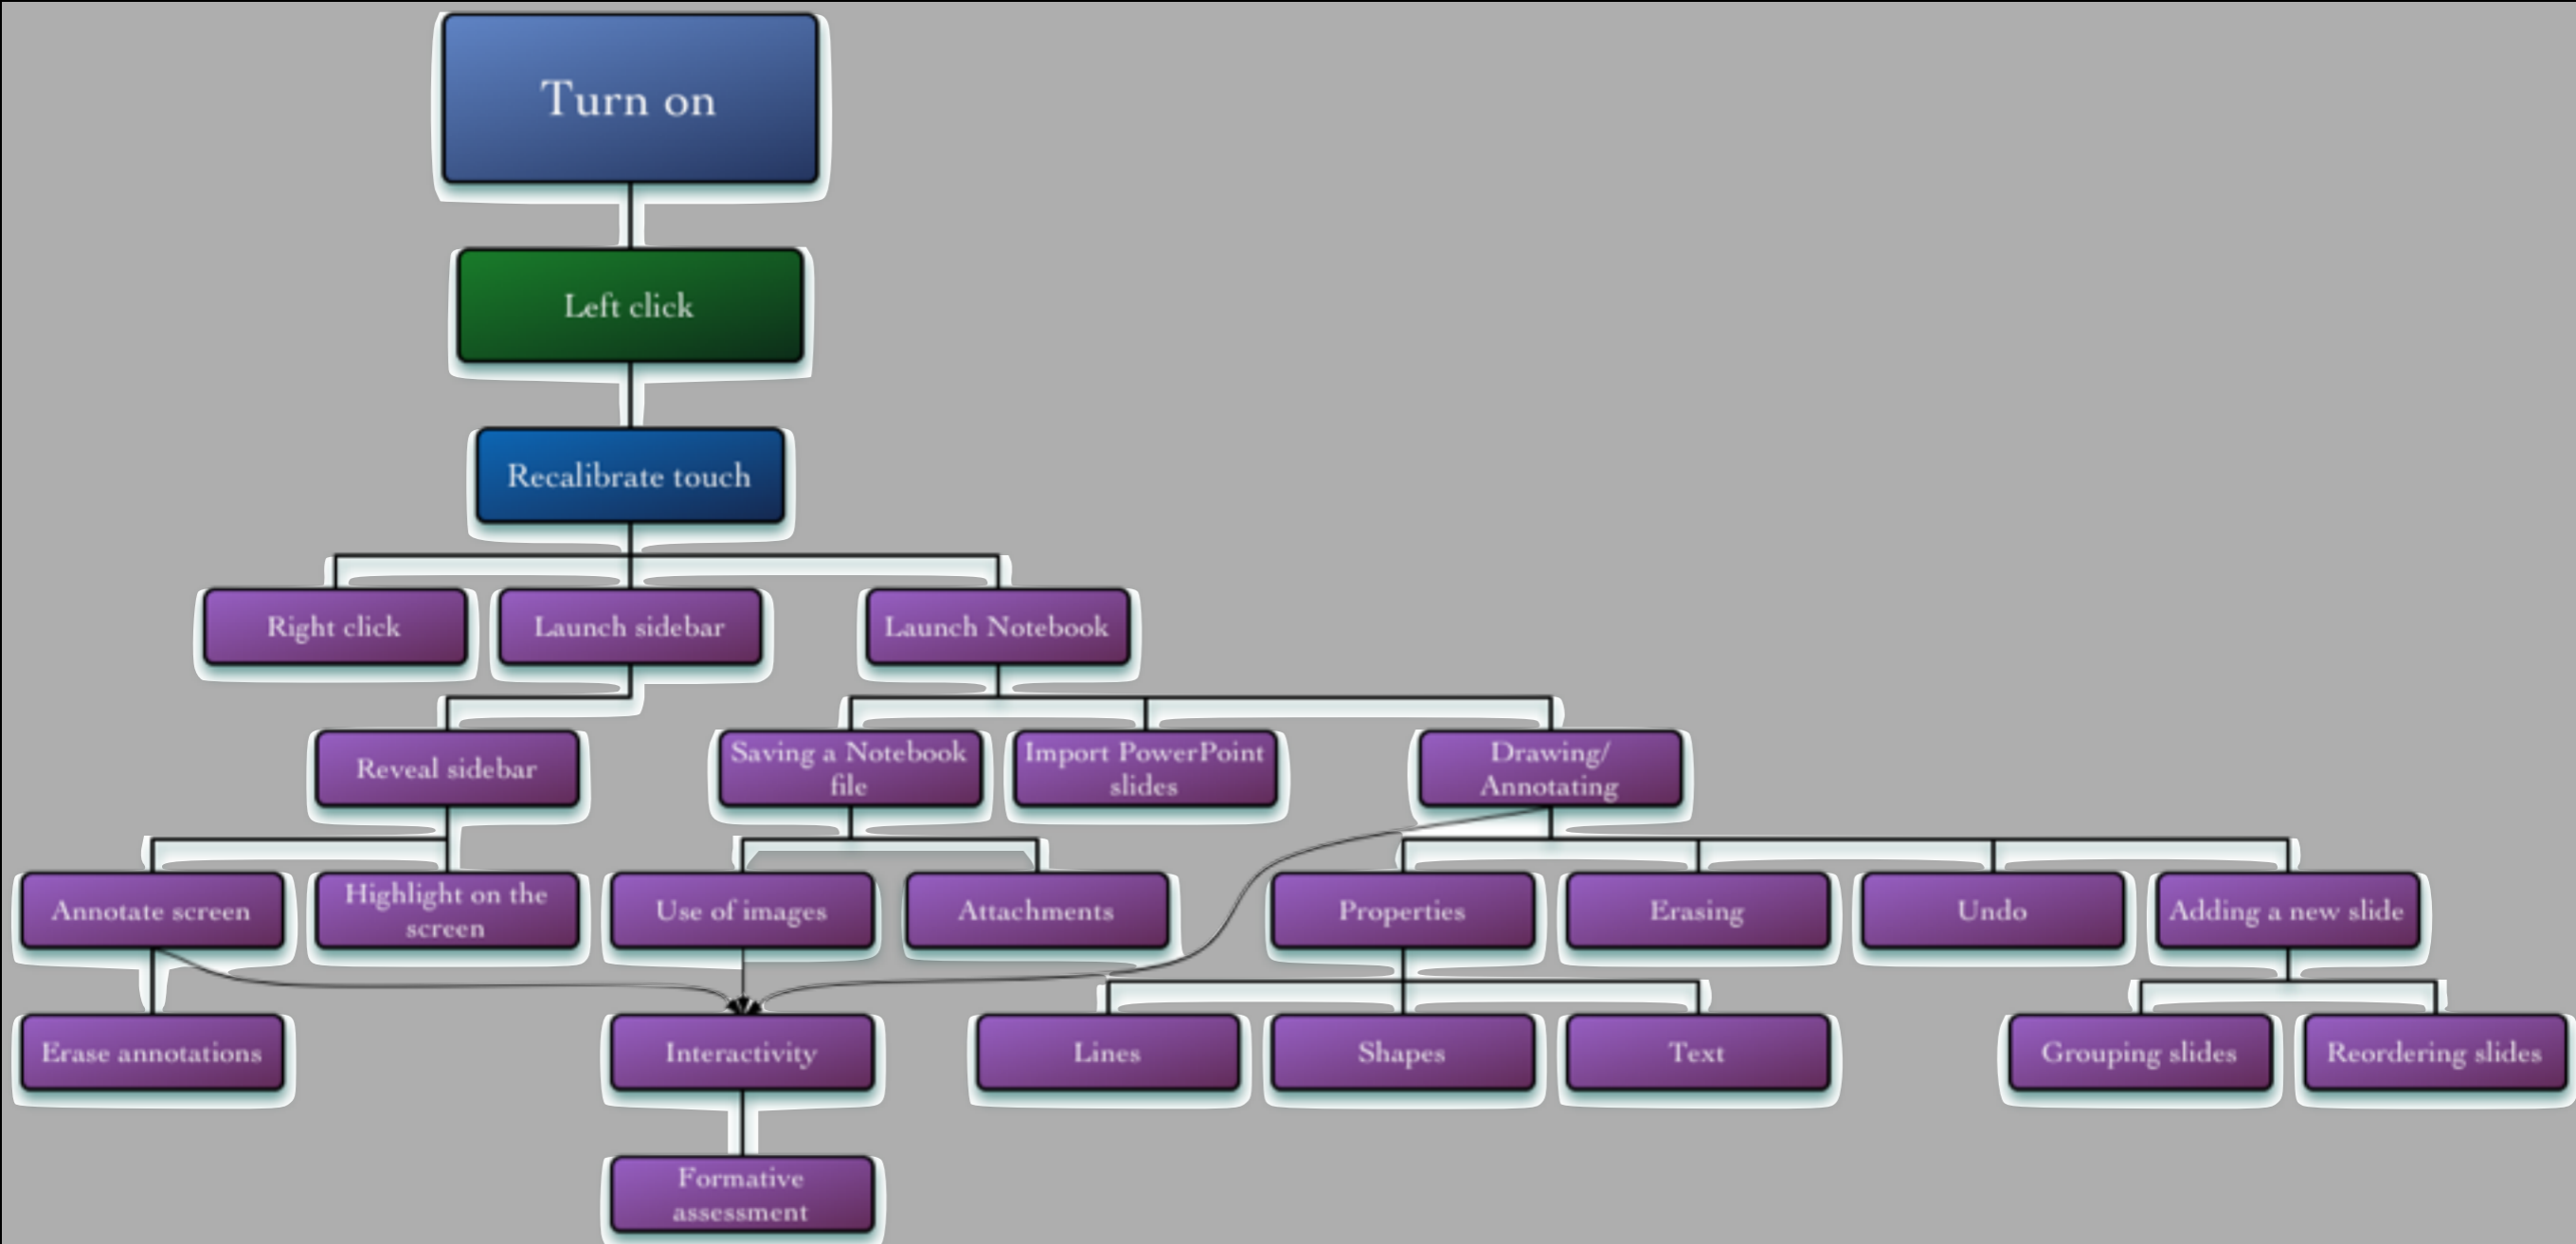 Turn on
Left click
Recalibrate touch
Right click
Launch sidebar
Launch Notebook
Reveal sidebar
Saving a Notebook
file
Import PowerPoint
slides
Drawing/
Annotating
Annotate screen
Highlight on the
screen
Use of images
Attachments
Properties
Erasing
Undo
Adding a new slide
Erase annotations
Interactivity
Lines
Shapes
Text
Grouping slides
Reordering slides
Formative
assessment